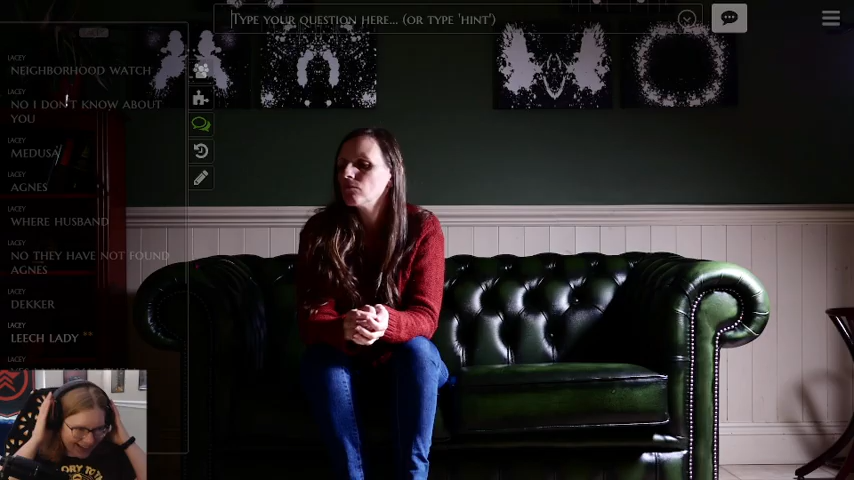 Type your question here... (or type 'hint')
LACEY
NEIGHBORHOOD WATCH
LACEY
NO I DON'T KNOW ABOUT
YOU
LACEY
MEDUSA
LACEY
AGNES
LACEY
WHERE HUSBAND
LACEY
NO THEY HAVE NOT FOUND
AGNES
LACEY
DEKKER
LACEY
LEECH LADY
LACEY